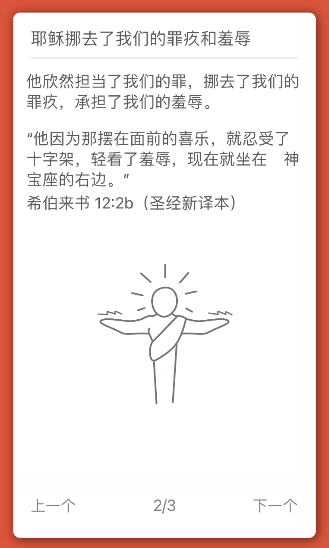 耶稣挪去了我们的罪疚和羞辱
他欣然担当了我们的罪，挪去了我们的
罪疚，承担了我们的羞辱。
“他因为那摆在面前的喜乐，就忍受了
十字架，轻看了羞辱，现在就坐在　神
宝座的右边。”
希伯来书 12:2b（圣经新译本）
上一个
2/3
下一个